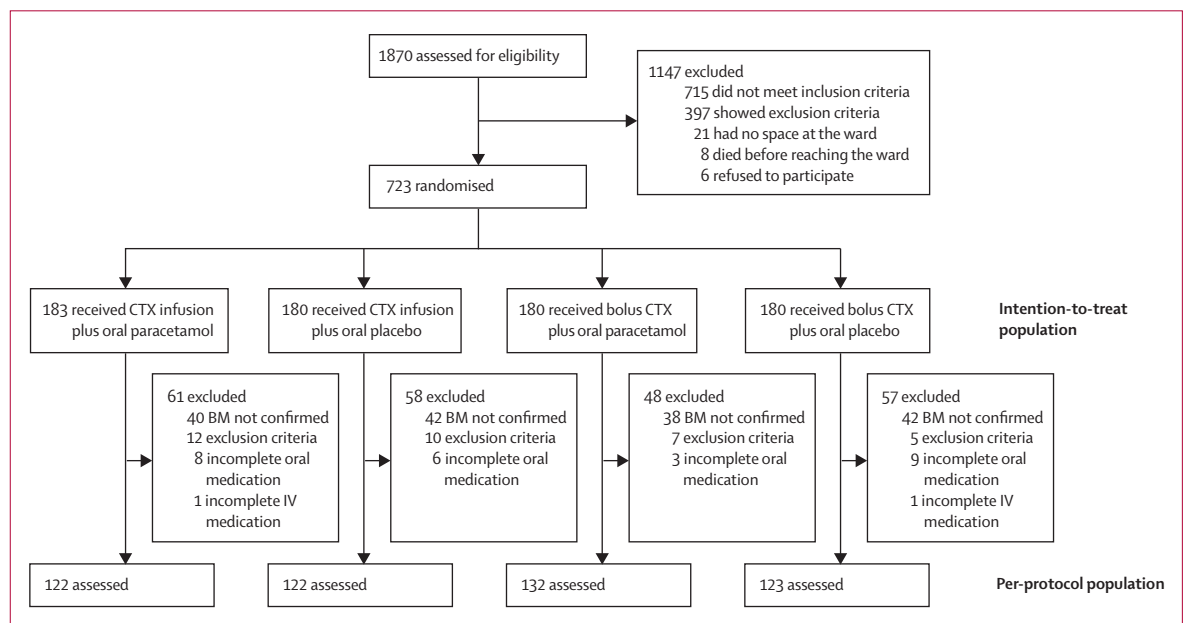 1870 assessed for eligibility
1147 excluded
715 did not meet inclusion criteria
397 showed exclusion criteria
21 had no space at the ward
8 died before reaching the ward
6 refused to participate
723 randomised
183 received CTX infusion
plus oral paracetamol
180 received CTX infusion
plus oral placebo
180 received bolus CTX
plus oral paracetamol
180 received bolus CTX
plus oral placebo
Intention-to-treat
population
61 excluded
40 BM not confirmed
12 exclusion criteria
8 incomplete oral
medication
1 incomplete IV
medication
58 excluded
42 BM not confirmed
10 exclusion criteria
6 incomplete oral
medication
48 excluded
38 BM not confirmed
7 exclusion criteria
3 incomplete oral
medication
57 excluded
42 BM not confirmed
5 exclusion criteria
9 incomplete oral
medication
1 incomplete IV
medication
122 assessed
122 assessed
132 assessed
123 assessed
Per-protocol population